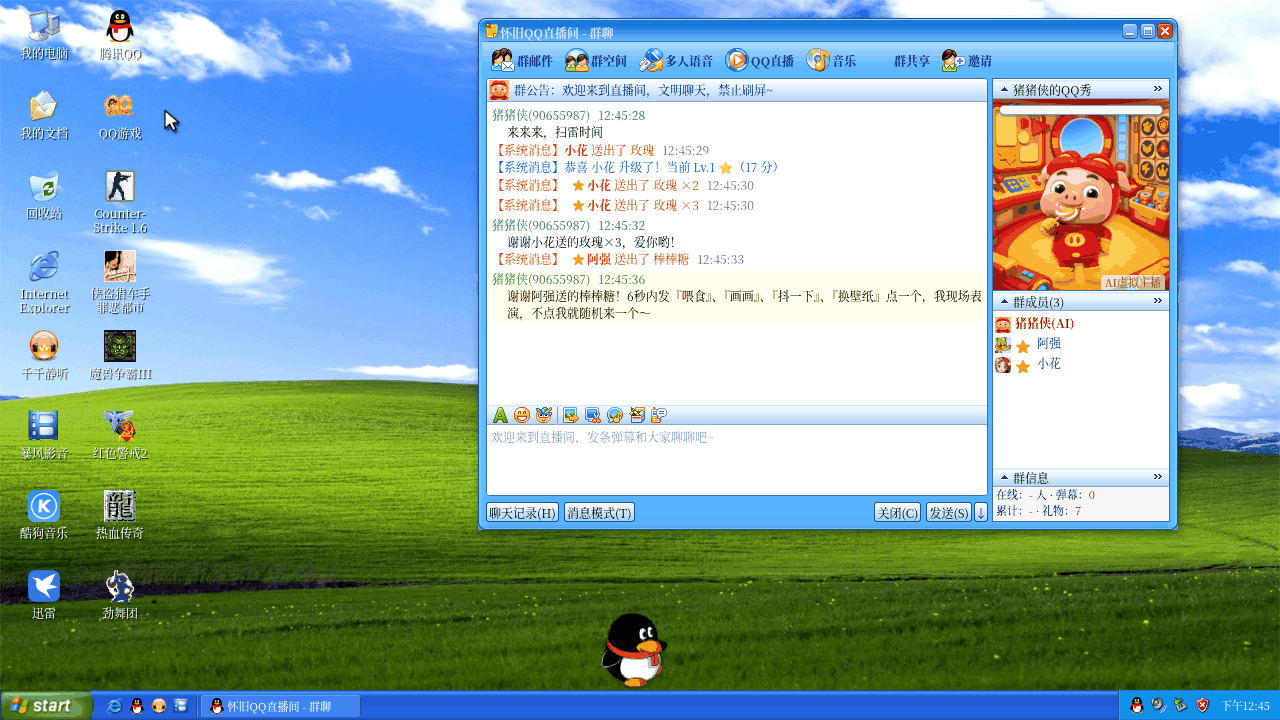 我的电脑
腾讯QQ
我的文档
QQ游戏
回收站
Counter-
Strike 1.6
Internet
Explorer
侠盗猎车手
罪恶都市
千千静听
魔兽争霸III
暴风影音
红色警戒2
酷狗音乐
热血传奇
迅雷
劲舞团
怀旧QQ直播间 - 群聊
群邮件 群空间 多人语音 QQ直播 音乐 群共享 邀请
群公告: 欢迎来到直播间，文明聊天，禁止刷屏~
猪猪侠(90655987) 12:45:28
来来来，扫雷时间
【系统消息】小花 送出了 玫瑰 12:45:29
【系统消息】恭喜 小花 升级了！当前 Lv.1 ⭐（17 分）
【系统消息】 ⭐小花 送出了 玫瑰 ×2 12:45:30
【系统消息】 ⭐小花 送出了 玫瑰 ×3 12:45:30
猪猪侠(90655987) 12:45:32
谢谢小花送的玫瑰×3，爱你哟！
【系统消息】 ⭐阿强 送出了 棒棒糖 12:45:33
猪猪侠(90655987) 12:45:36
谢谢阿强送的棒棒糖！6秒内发『喂食』、『画画』、『抖一下』、『换壁纸』点一个，我现场表
演，不点我就随机来一个～
欢迎来到直播间，发条弹幕和大家聊聊吧~
聊天记录(H) 消息模式(T) 关闭(C) 发送(S) ↓
猪猪侠的QQ秀
AI虚拟主播
群成员(3)
猪猪侠(AI)
阿强
小花
群信息
在线: - 人 · 弹幕: 0
累计: - · 礼物: 7
start
怀旧QQ直播间 - 群聊
下午12:45